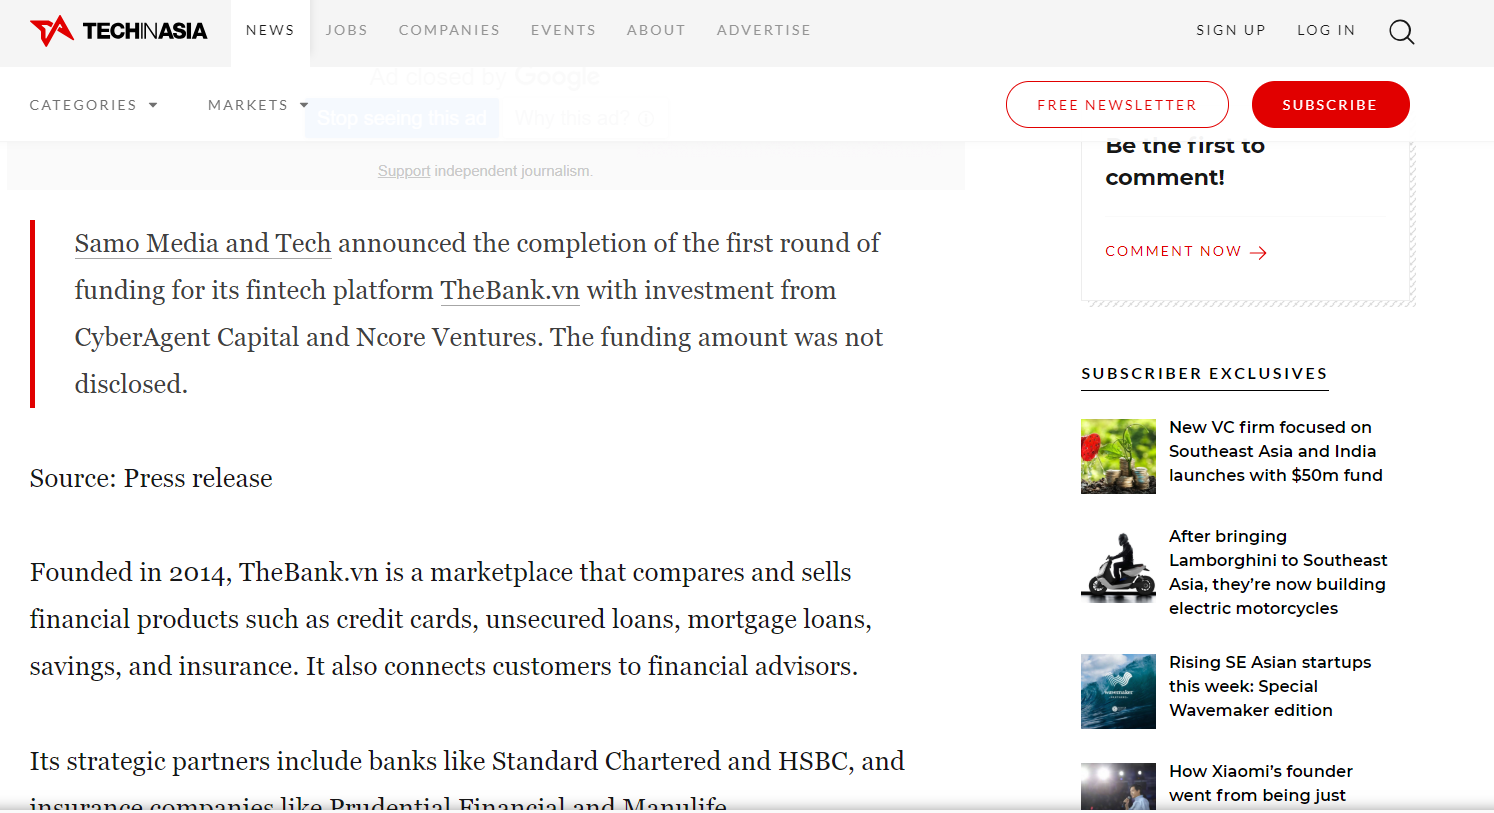 TECHINASIA
NEWS
JOBS
COMPANIES
EVENTS
ABOUT
ADVERTISE
SIGN UP
LOG IN
Ad closed by Google
CATEGORIES
MARKETS
Stop seeing this ad
Why this ad?
FREE NEWSLETTER
SUBSCRIBE
Support independent journalism.
Samo Media and Tech announced the completion of the first round of
funding for its fintech platform TheBank.vn with investment from
CyberAgent Capital and Ncore Ventures. The funding amount was not
disclosed.
Source: Press release
Founded in 2014, TheBank.vn is a marketplace that compares and sells
financial products such as credit cards, unsecured loans, mortgage loans,
savings, and insurance. It also connects customers to financial advisors.
Its strategic partners include banks like Standard Chartered and HSBC, and
insurance companies like Prudential Financial and Manulife.
Be the first to
comment!
COMMENT NOW
SUBSCRIBER EXCLUSIVES
New VC firm focused on
Southeast Asia and India
launches with $50m fund
After bringing
Lamborghini to Southeast
Asia, they're now building
electric motorcycles
wavemaker
Rising SE Asian startups
this week: Special
Wavemaker edition
How Xiaomi's founder
went from being just